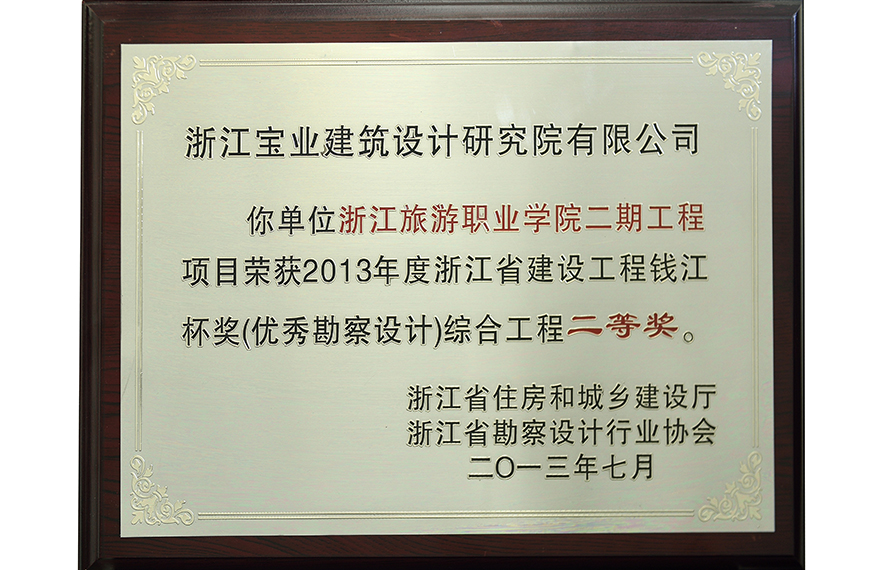 浙江宝业建筑设计研究院有限公司
你单位浙江旅游职业学院二期工程
项目荣获2013年度浙江省建设工程钱江
杯奖(优秀勘察设计)综合工程二等奖。
浙江省住房和城乡建设厅
浙江省勘察设计行业协会
二〇一三年七月